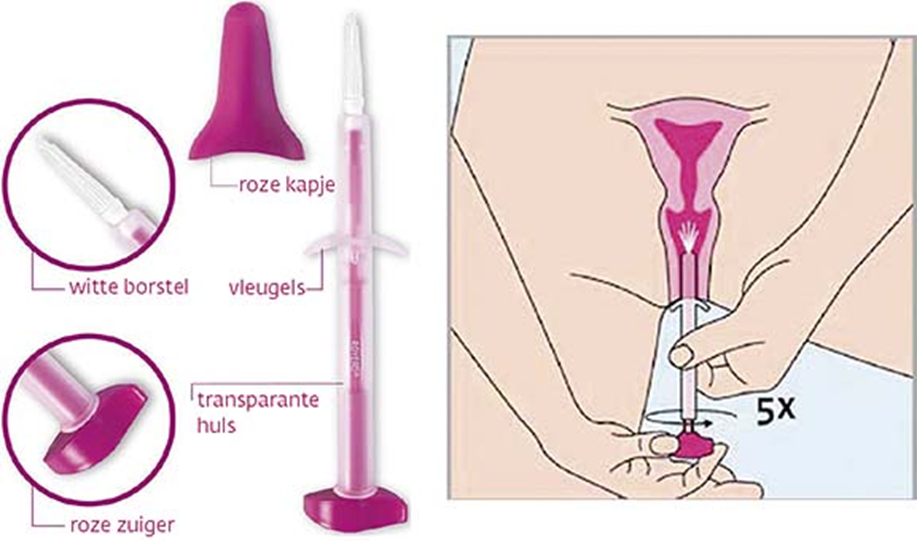 roze kapje
witte borstel
vleugels
transparante
huls
5x
roze zuiger